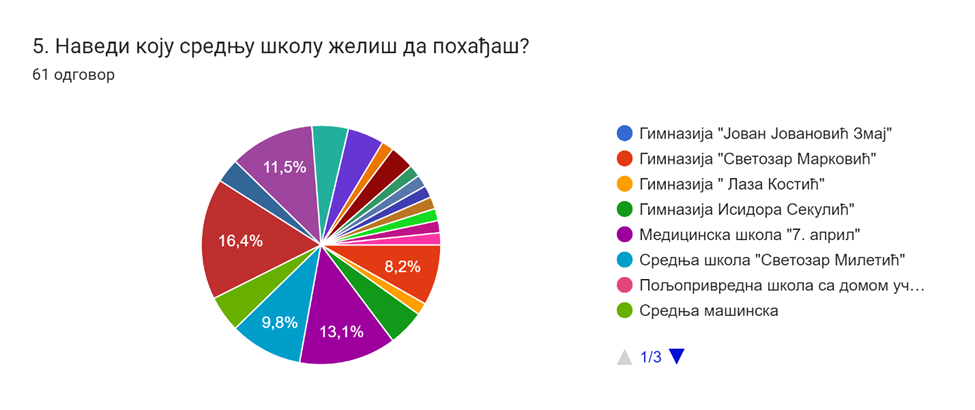 5. Наведи коју средњу школу желиш да похађаш?
61 одговор
11,5%
16,4%
8,2%
9,8%
13,1%
Гимназија "Јован Јовановић Змај"
Гимназија "Светозар Марковић"
Гимназија " Лаза Костић"
Гимназија Исидора Секулић"
Медицинска школа "7. април"
Средња школа "Светозар Милетић"
Пољопривредна школа са домом уч…
Средња машинска
1/3